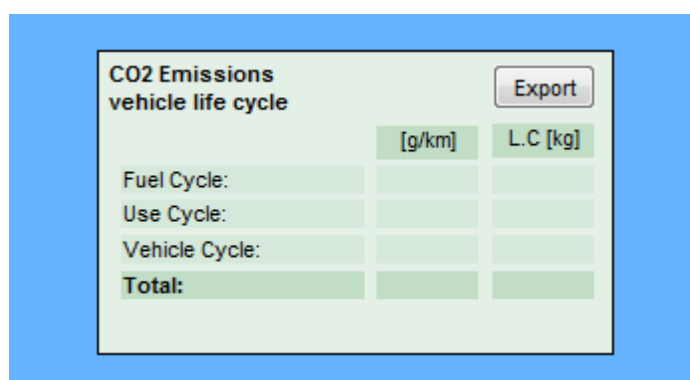 CO2 Emissions
vehicle life cycle
Export
[g/km] L.C [kg]
Fuel Cycle:
Use Cycle:
Vehicle Cycle:
Total: